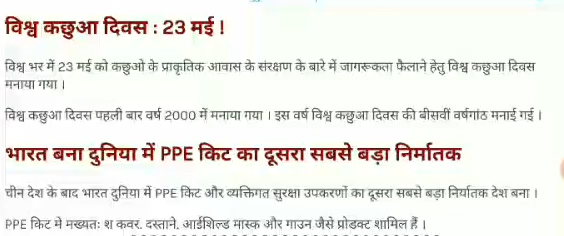 विश्व कछुआ दिवस : 23 मई !
विश्व भर में 23 मई को कछुओ के प्राकृतिक आवास के संरक्षण के बारे में जागरूकता फैलाने हेतु विश्व कछुआ दिवस
मनाया गया ।
विश्व कछुआ दिवस पहली बार वर्ष 2000 में मनाया गया । इस वर्ष विश्व कछुआ दिवस की बीसवीं वर्षगांठ मनाई गई ।
भारत बना दुनिया में PPE किट का दूसरा सबसे बड़ा निर्मातक
चीन देश के बाद भारत दुनिया में PPE किट और व्यक्तिगत सुरक्षा उपकरणों का दूसरा सबसे बड़ा निर्यातक देश बना ।
PPE किट मे मख्यतः श कवर, दस्ताने, आईशिल्ड मास्क और गाउन जैसे प्रोडक्ट शामिल हैं ।